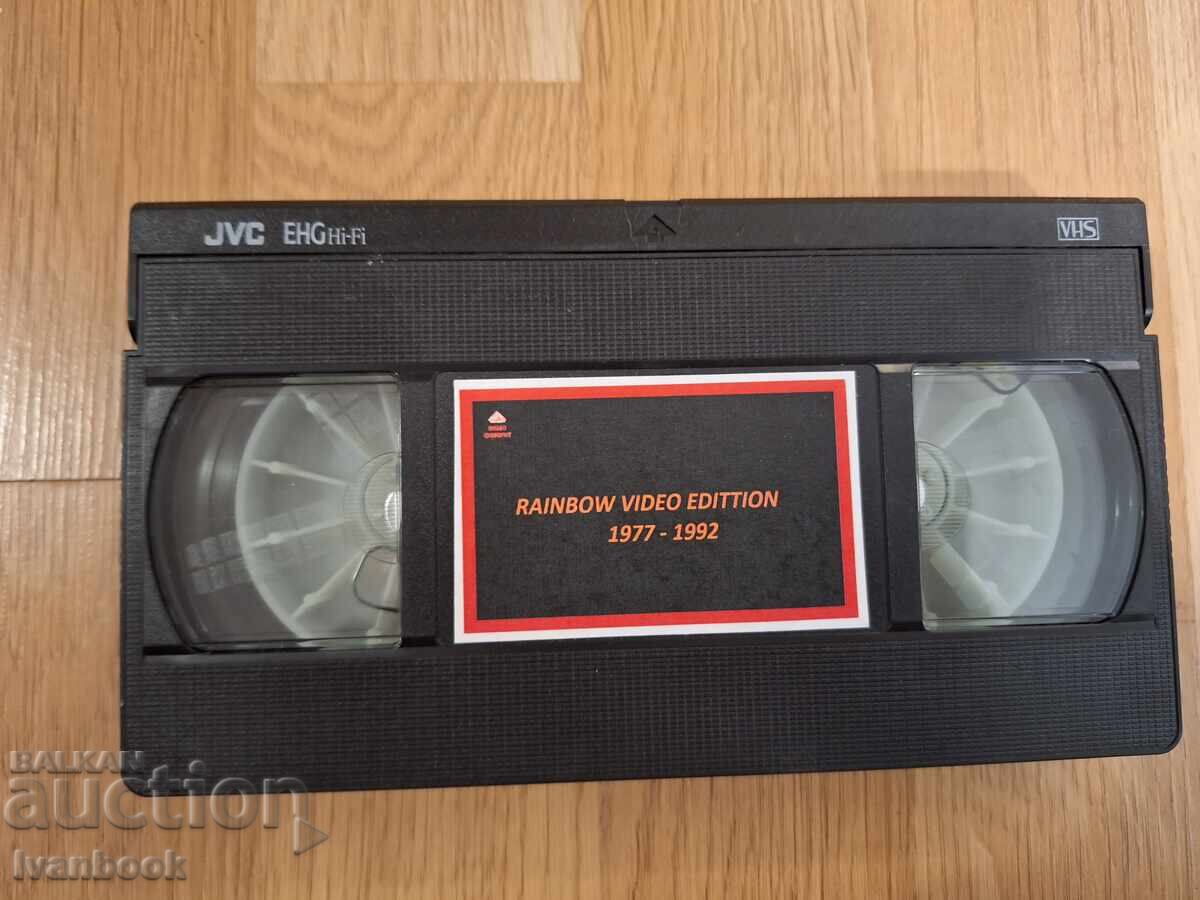 JVC EHG Hi-Fi
VHS
RAINBOW VIDEO EDITTION
1977 - 1992
BALKAN
auction
Ivanbook